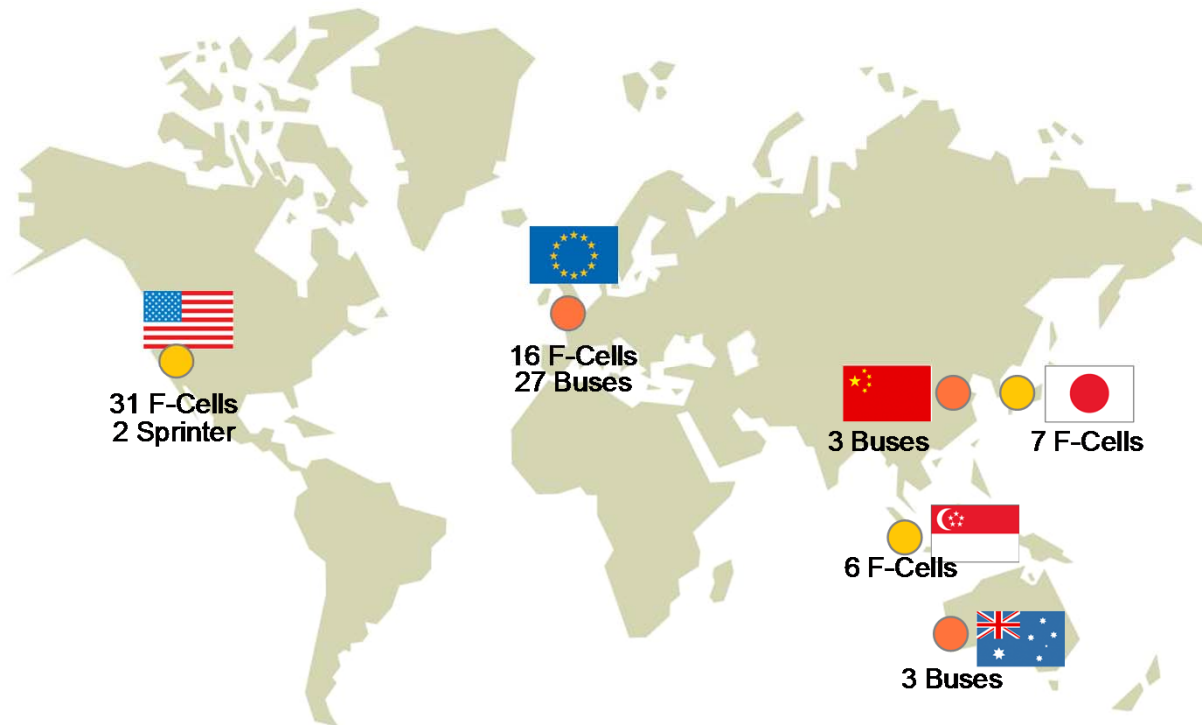 31 F-Cells
2 Sprinter
16 F-Cells
27 Buses
3 Buses
7 F-Cells
6 F-Cells
3 Buses